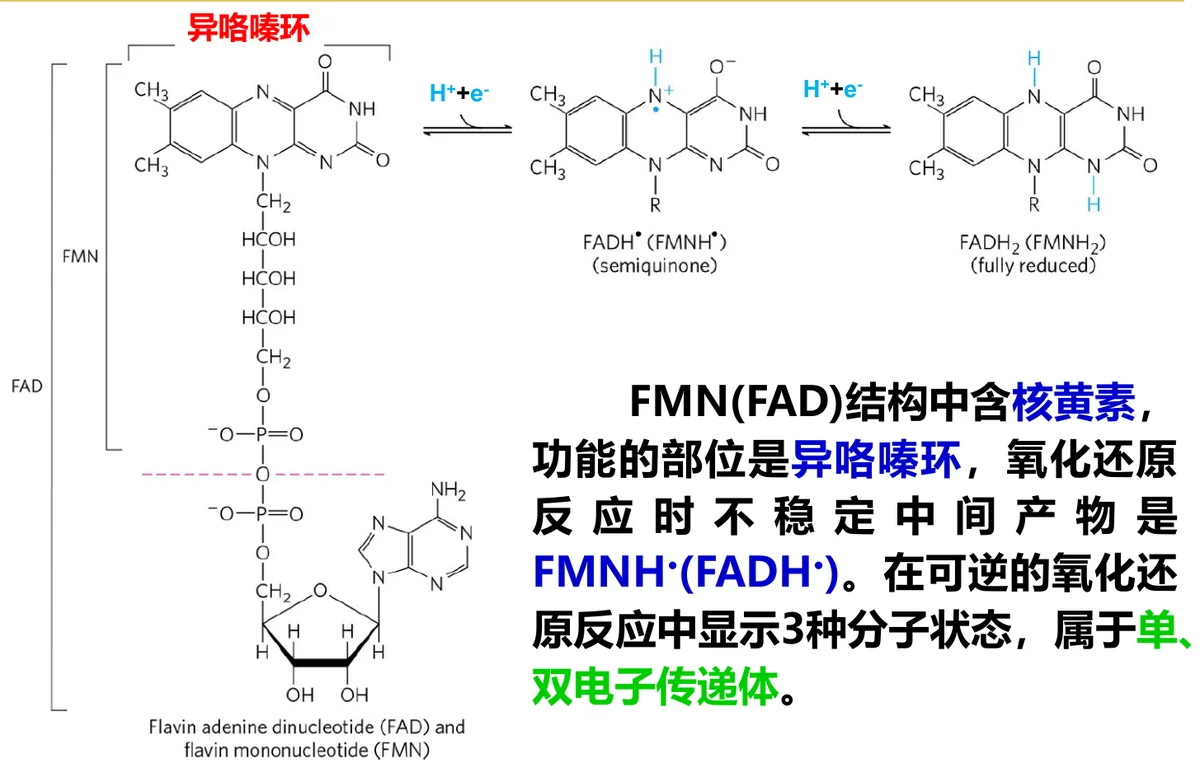 异咯嗪环
FMN
FAD
CH₃
CH₃
N
O
NH
N
N
O
CH₂
HCOH
HCOH
HCOH
CH₂
O
⁻O—P=O
O
⁻O—P=O
O
CH₂
O
NH₂
N
N
N
N
H
H
H
H
OH
OH
Flavin adenine dinucleotide (FAD) and
flavin mononucleotide (FMN)
H⁺+e⁻
H
CH₃
CH₃
N⁺
•
O⁻
NH
N
N
O
R
FADH• (FMNH•)
(semiquinone)
H⁺+e⁻
H
CH₃
CH₃
N
O
NH
N
N
O
R
H
FADH₂ (FMNH₂)
(fully reduced)
FMN(FAD)结构中含核黄素，
功能的部位是异咯嗪环，氧化还原
反应时不稳定中间产物是
FMNH•(FADH•)。在可逆的氧化还
原反应中显示3种分子状态，属于单、
双电子传递体。